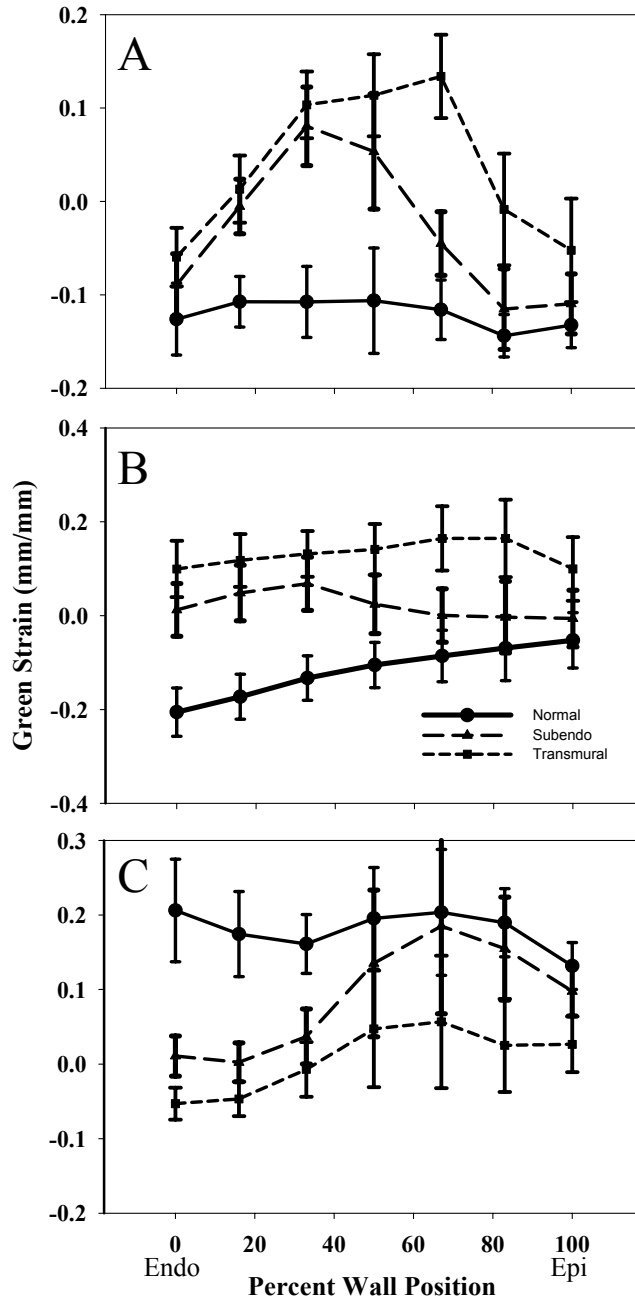 0.2
A
0.1
0.0
-0.1
-0.2
0.4
B
0.2
0.0
-0.2
-0.4
Normal
Subendo
Transmural
Green Strain (mm/mm)
0.3
C
0.2
0.1
0.0
-0.1
-0.2
0 20 40 60 80 100
Endo Epi
Percent Wall Position